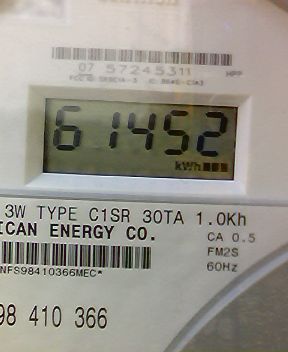 07 57245311 HPP
61452
kWh
3W TYPE C1SR 30TA 1.0Kh
ICAN ENERGY CO.
CA 0.5
FM2S
60Hz
NFS98410366MEC*
98 410 366